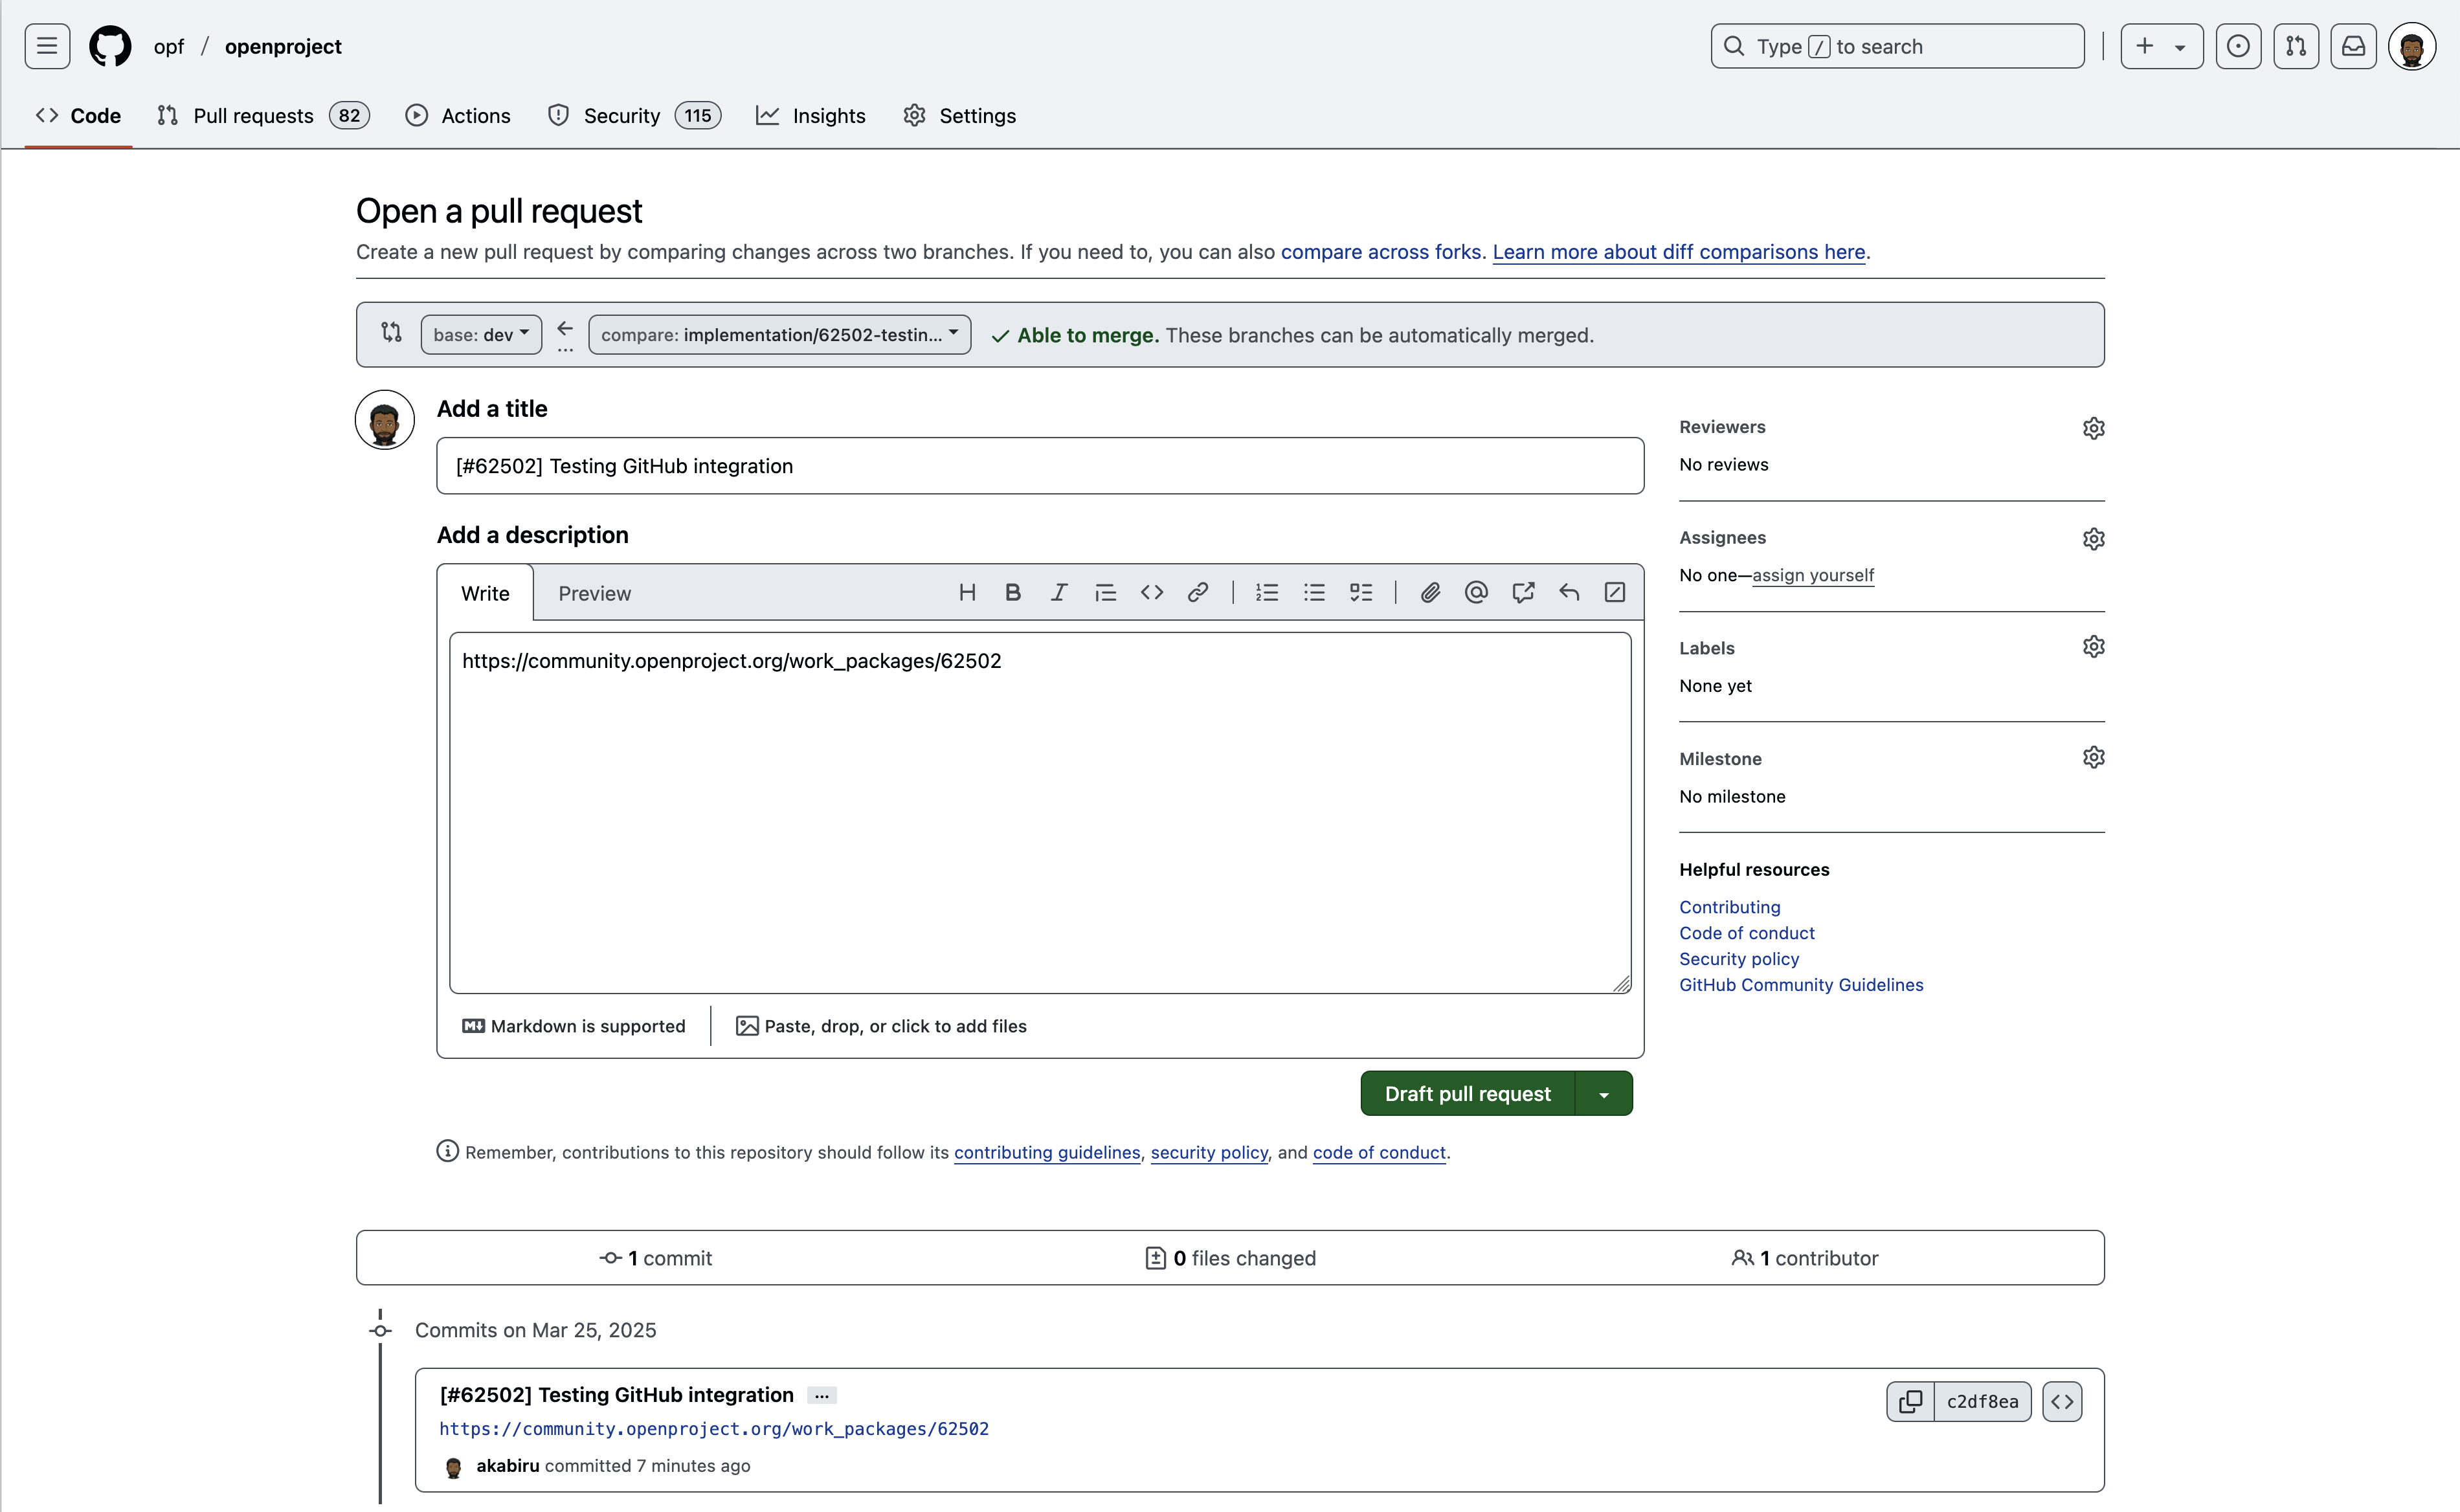 opf / openproject
Type / to search
Code
Pull requests 82
Actions
Security 115
Insights
Settings
Open a pull request
Create a new pull request by comparing changes across two branches. If you need to, you can also compare across forks. Learn more about diff comparisons here.
base: dev
compare: implementation/62502-testin...
Able to merge. These branches can be automatically merged.
Add a title
[#62502] Testing GitHub integration
Add a description
Write
Preview
https://community.openproject.org/work_packages/62502
Markdown is supported
Paste, drop, or click to add files
Draft pull request
Remember, contributions to this repository should follow its contributing guidelines, security policy, and code of conduct.
Reviewers
No reviews
Assignees
No one—assign yourself
Labels
None yet
Milestone
No milestone
Helpful resources
Contributing
Code of conduct
Security policy
GitHub Community Guidelines
1 commit
0 files changed
1 contributor
Commits on Mar 25, 2025
[#62502] Testing GitHub integration ...
https://community.openproject.org/work_packages/62502
akabiru committed 7 minutes ago
c2df8ea